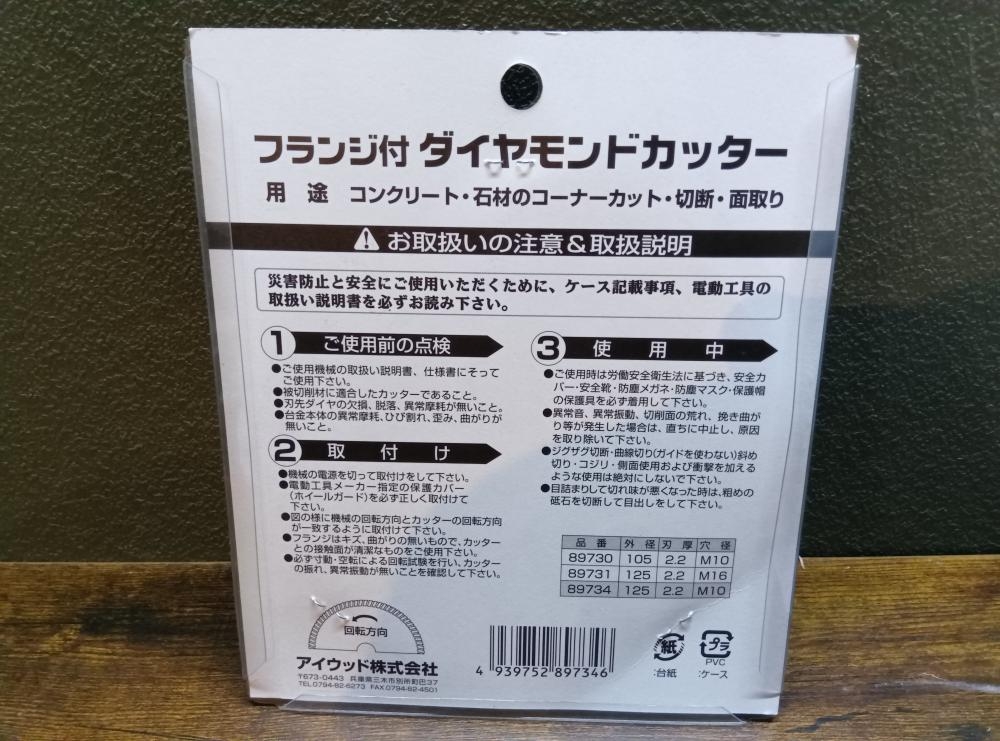 フランジ付 ダイヤモンドカッター
用途 コンクリート・石材のコーナーカット・切断・面取り
お取扱いの注意&取扱説明
災害防止と安全にご使用いただくために、ケース記載事項、電動工具の
取扱い説明書を必ずお読み下さい。
1 ご使用前の点検
●ご使用機械の取扱い説明書、仕様書にそって
ご使用下さい。
●被切削材に適合したカッターであること。
●刃先ダイヤの欠損、脱落、異常摩耗が無いこと。
●台金本体の異常摩耗、ひび割れ、歪み、曲がりが
無いこと。
2 取付け
●機械の電源を切って取付けをして下さい。
●電動工具メーカー指定の保護カバー
(ホイールガード)を必ず正しく取付けて
下さい。
●図の様に機械の回転方向とカッターの回転方向
が一致するように取付けて下さい。
●フランジはキズ、曲がりの無いもので、カッター
との接触面が清潔なものをご使用下さい。
●必ず寸動・空転による回転試験を行い、カッター
の振れ、異常振動が無いことを確認して下さい。
回転方向
アイウッド株式会社
〒673-0443 兵庫県三木市別所町巴37
TEL.0794-82-6273 FAX.0794-82-4501
3 使用中
●ご使用時は労働安全衛生法に基づき、安全カ
バー・安全靴・防塵メガネ・防塵マスク・保護帽
の保護具を必ず着用して下さい。
●異常音、異常振動、切削面の荒れ、挽き曲が
り等が発生した場合は、直ちに中止し、原因
を取り除いて下さい。
●ジグザグ切断・曲線切り(ガイドを使わない)斜め
切り・コジリ・側面使用および衝撃を加える
ような使用は絶対にしないで下さい。
●目詰まりして切れ味が悪くなった時は、粗めの
砥石を切断して目出しをして下さい。
品番 外径 刃厚 穴径
89730 105 2.2 M10
89731 125 2.2 M16
89734 125 2.2 M10
4 939752 897346
紙
:台紙
プラ
PVC
:ケース